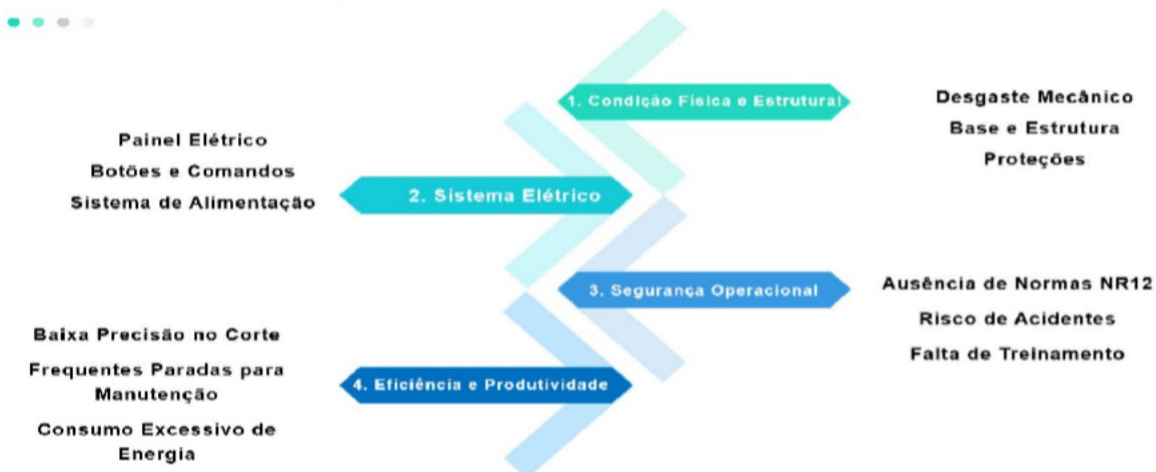 1. Condição Física e Estrutural
Desgaste Mecânico
Base e Estrutura
Proteções
2. Sistema Elétrico
Painel Elétrico
Botões e Comandos
Sistema de Alimentação
3. Segurança Operacional
Ausência de Normas NR12
Risco de Acidentes
Falta de Treinamento
4. Eficiência e Produtividade
Baixa Precisão no Corte
Frequentes Paradas para
Manutenção
Consumo Excessivo de
Energia